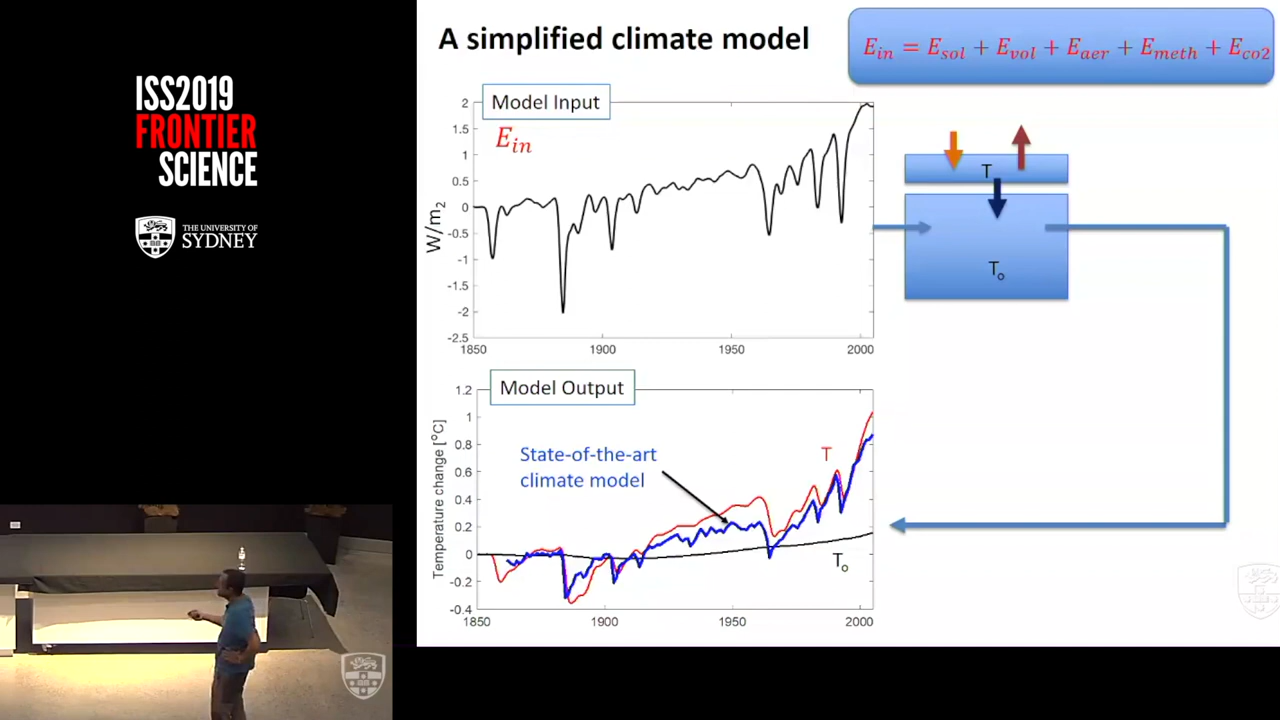 ISS2019
FRONTIER
SCIENCE
THE UNIVERSITY OF
SYDNEY
A simplified climate model
E_in = E_sol + E_vol + E_aer + E_meth + E_co2
Model Input
E_in
W/m2
2
1.5
1
0.5
0
-0.5
-1
-1.5
-2
-2.5
1850
1900
1950
2000
T
To
Model Output
Temperature change [°C]
1.2
1
0.8
0.6
0.4
0.2
0
-0.2
-0.4
State-of-the-art
climate model
T
To
1850
1900
1950
2000